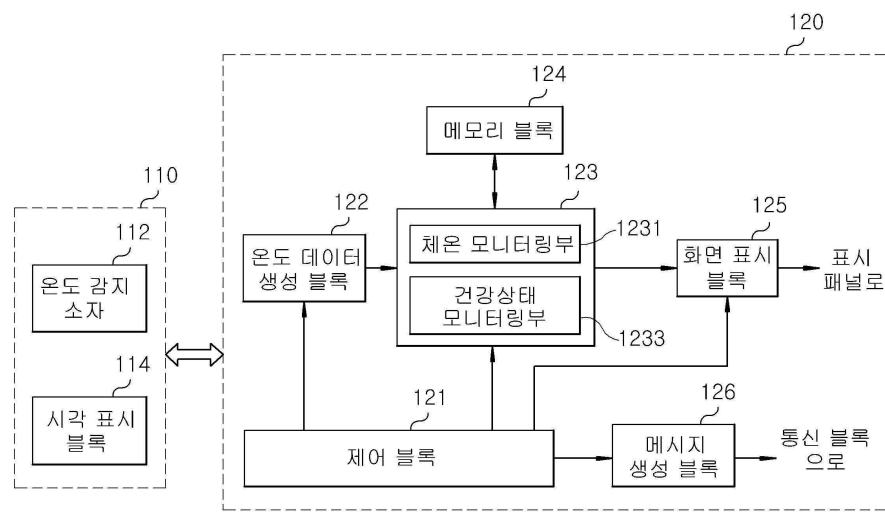 120
124
메모리 블록
110
123
122
125
112
체온 모니터링부
1231
온도 데이터
생성 블록
화면 표시
블록
표시
패널로
온도 감지
소자
건강상태
모니터링부
1233
114
121
126
시각 표시
블록
제어 블록
메시지
생성 블록
통신 블록
으로